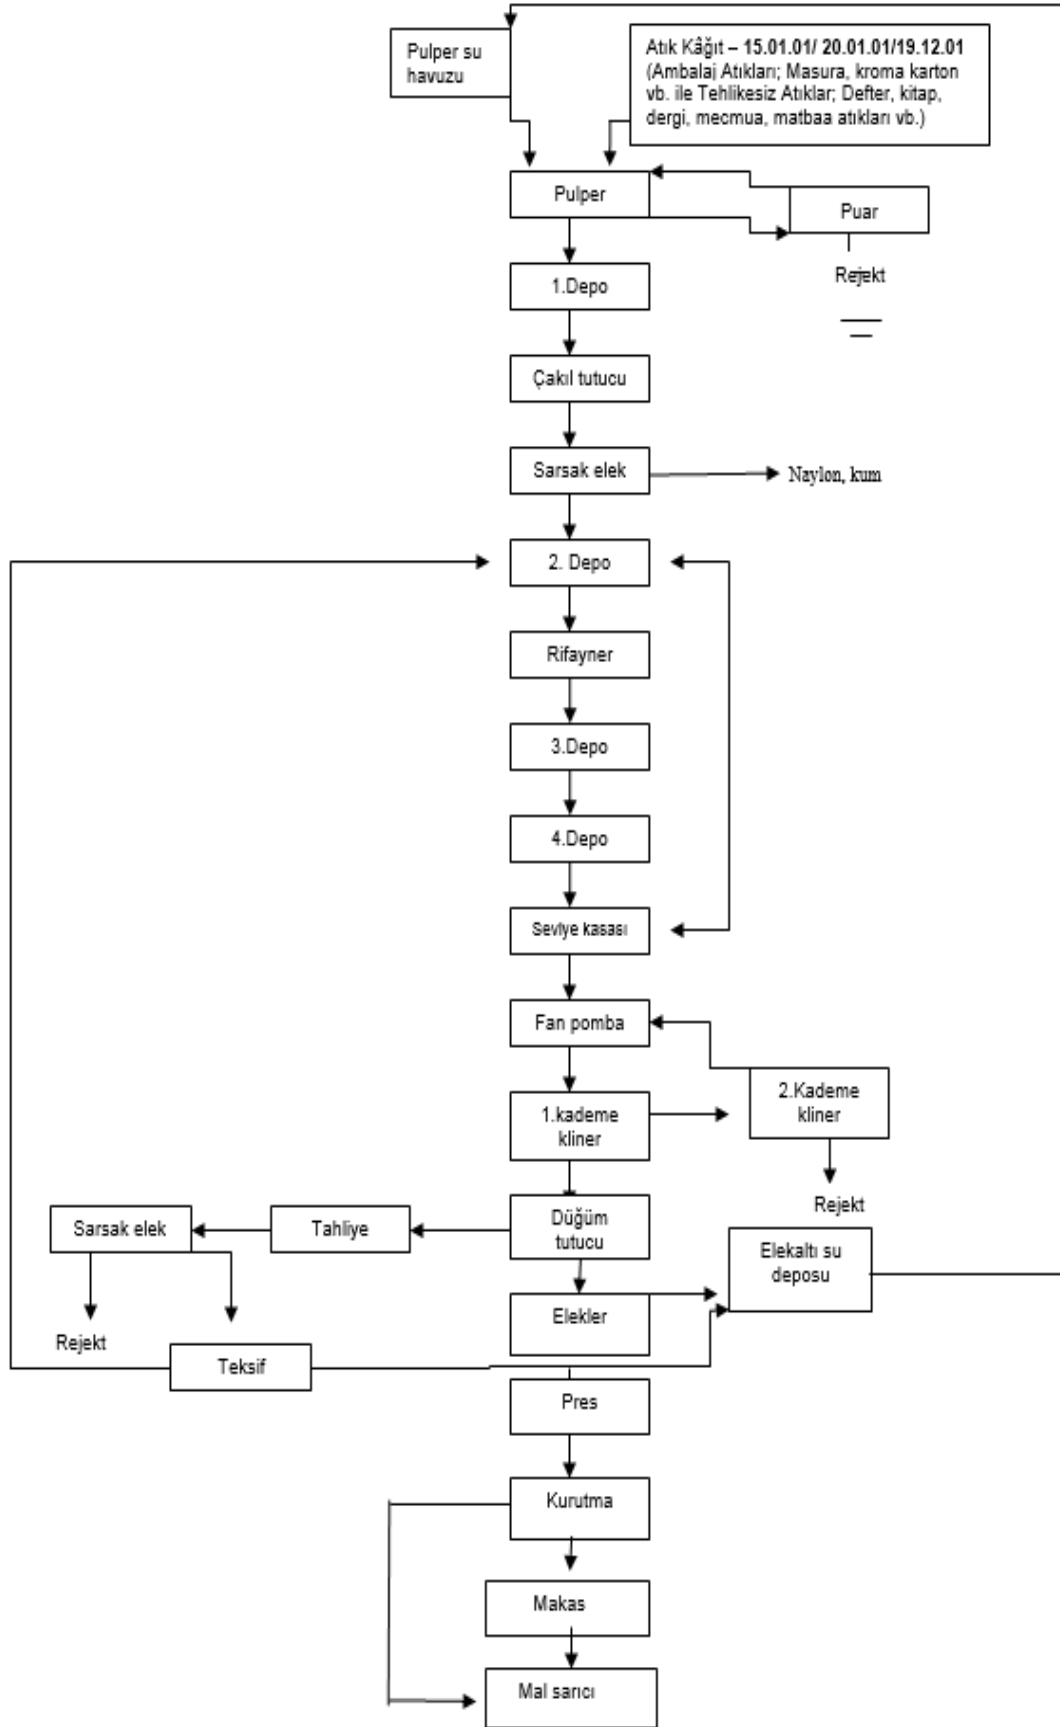 Pulper su
havuzu
Atık Kâğıt – 15.01.01/ 20.01.01/19.12.01
(Ambalaj Atıkları; Masura, kroma karton
vb. ile Tehlikesiz Atıklar; Defter, kitap,
dergi, mecmua, matbaa atıkları vb.)
Pulper
Puar
Rejekt
1.Depo
Çakıl tutucu
Sarsak elek
Naylon, kum
2. Depo
Rifayner
3.Depo
4.Depo
Seviye kasası
Fan pomba
1.kademe
kliner
2.Kademe
kliner
Rejekt
Düğüm
tutucu
Tahliye
Sarsak elek
Elekaltı su
deposu
Elekler
Rejekt
Teksif
Pres
Kurutma
Makas
Mal sarıcı